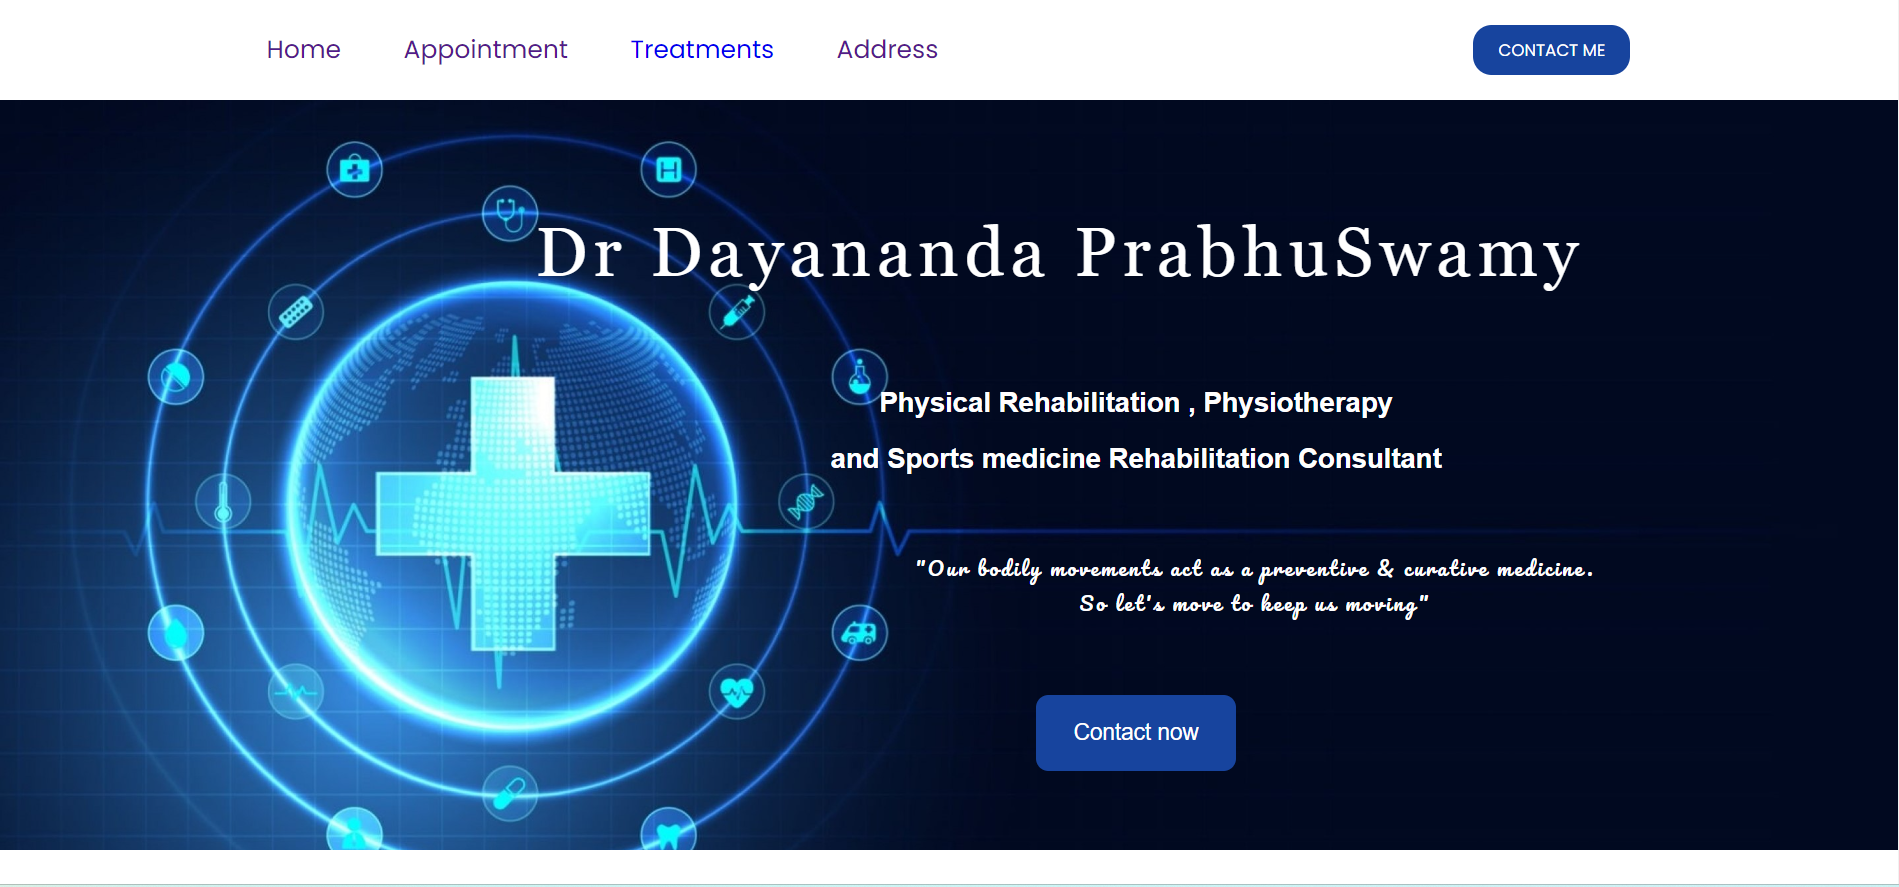 Home Appointment Treatments Address CONTACT ME
H
Dr Dayananda PrabhuSwamy
Physical Rehabilitation , Physiotherapy
and Sports medicine Rehabilitation Consultant
"Our bodily movements act as a preventive & curative medicine.
So let's move to keep us moving"
Contact now